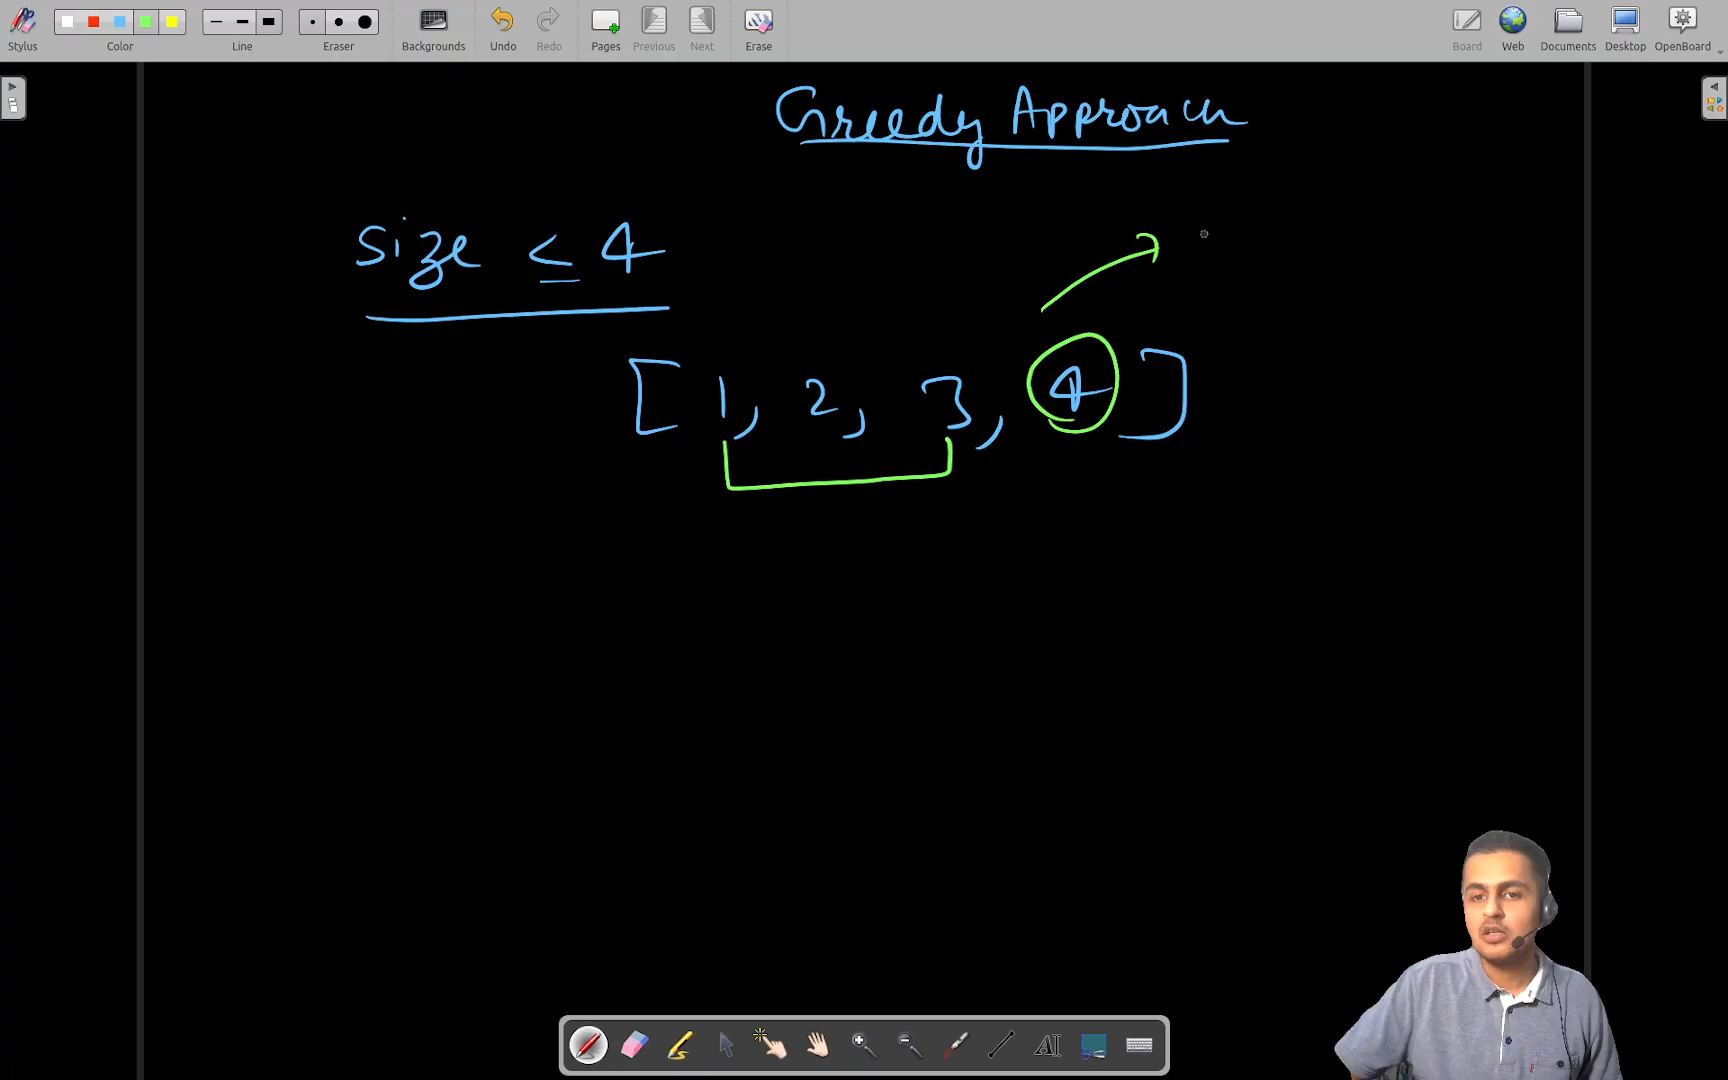 Stylus Color Line Eraser Backgrounds Undo Redo Pages Previous Next Erase Board Web Documents Desktop OpenBoard
Greedy Approach
Size ≤ 4
[ 1, 2, 3, 4 ]
AI